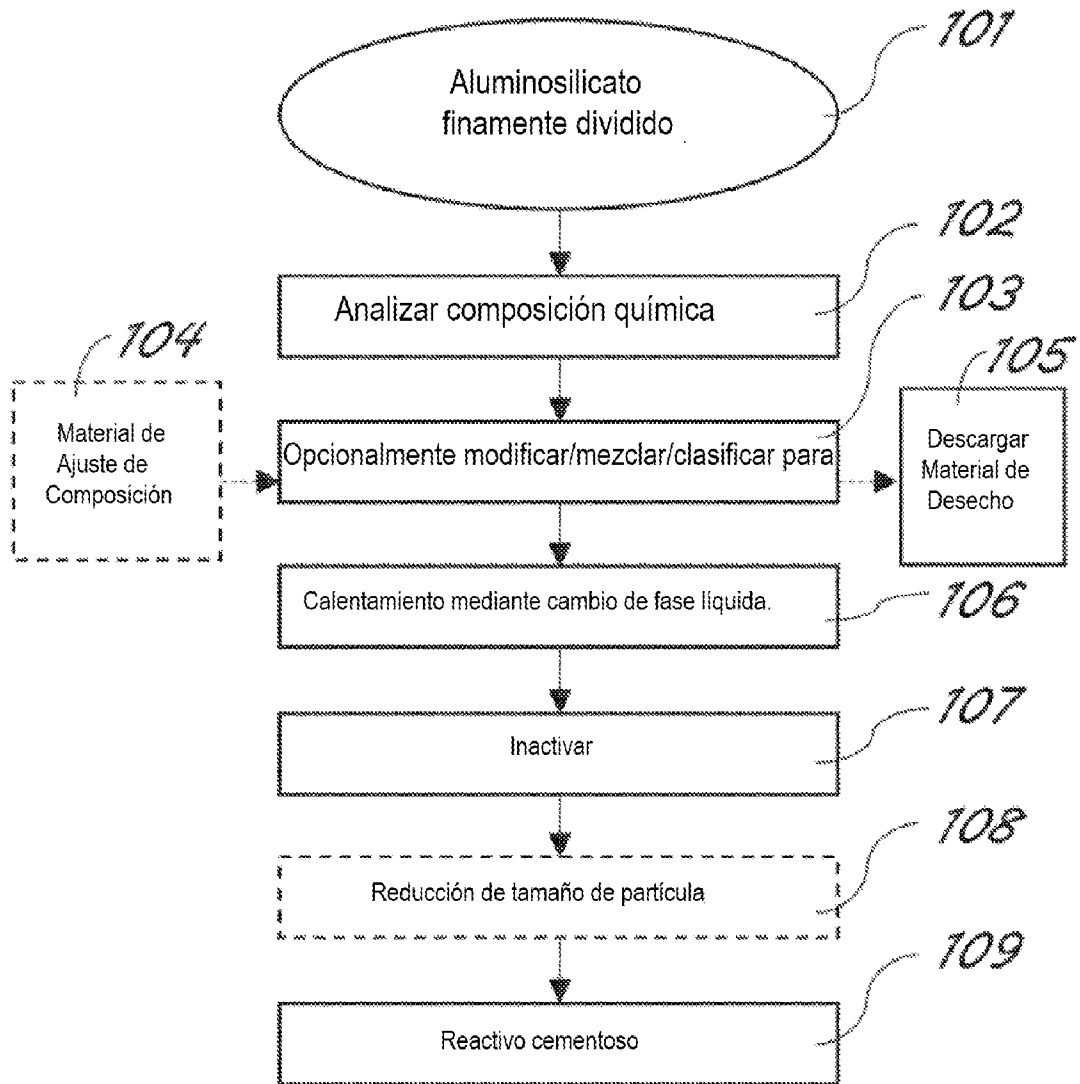 101
Aluminosilicato
finamente dividido
102
Analizar composición química
103
104
Material de
Ajuste de
Composición
Opcionalmente modificar/mezclar/clasificar para
105
Descargar
Material de
Desecho
Calentamiento mediante cambio de fase líquida.
106
107
Inactivar
108
Reducción de tamaño de partícula
109
Reactivo cementoso